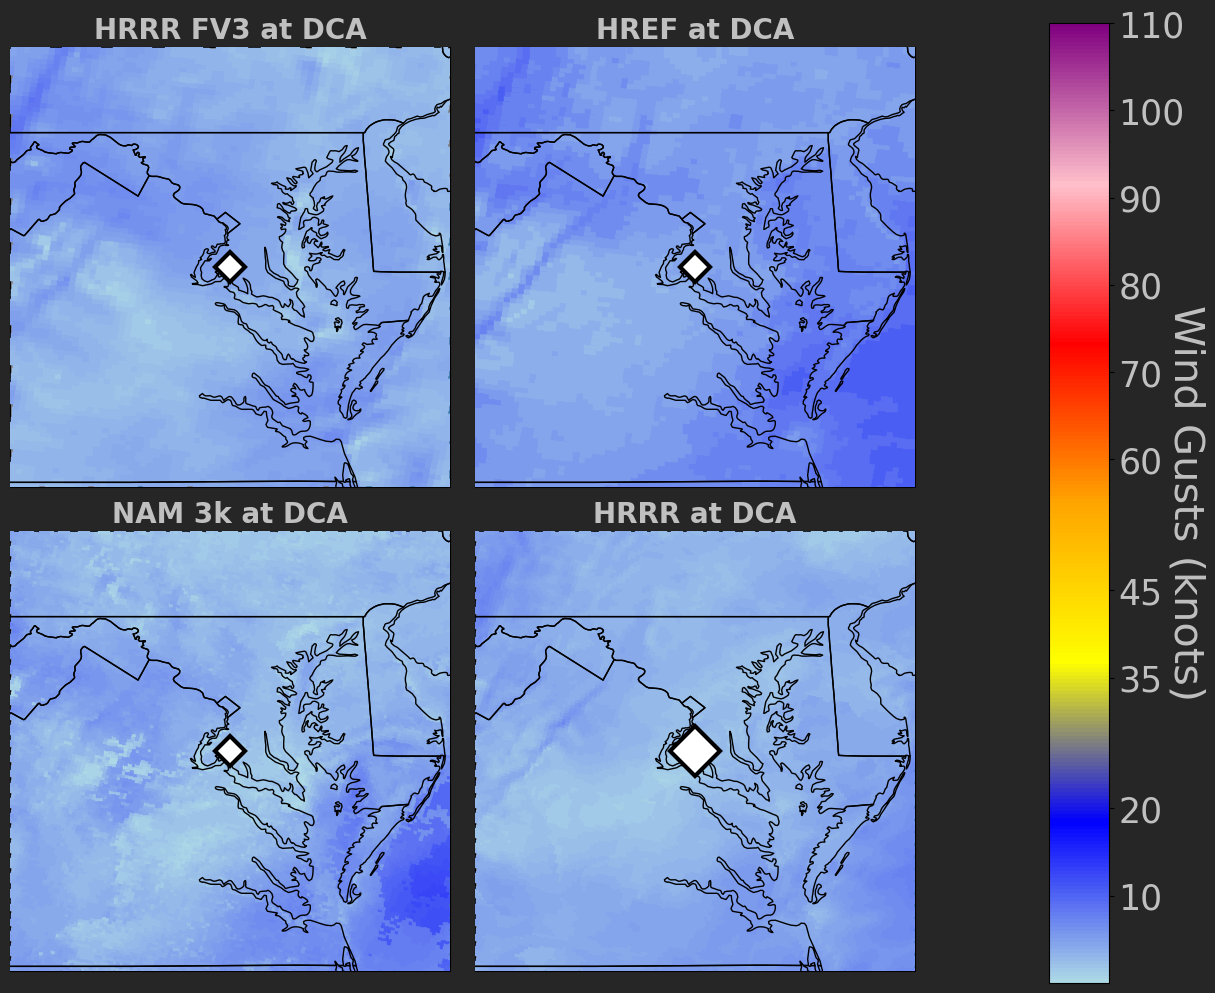 HRRR FV3 at DCA
HREF at DCA
NAM 3k at DCA
HRRR at DCA
110
100
90
80
70
60
45
35
20
10
Wind Gusts (knots)